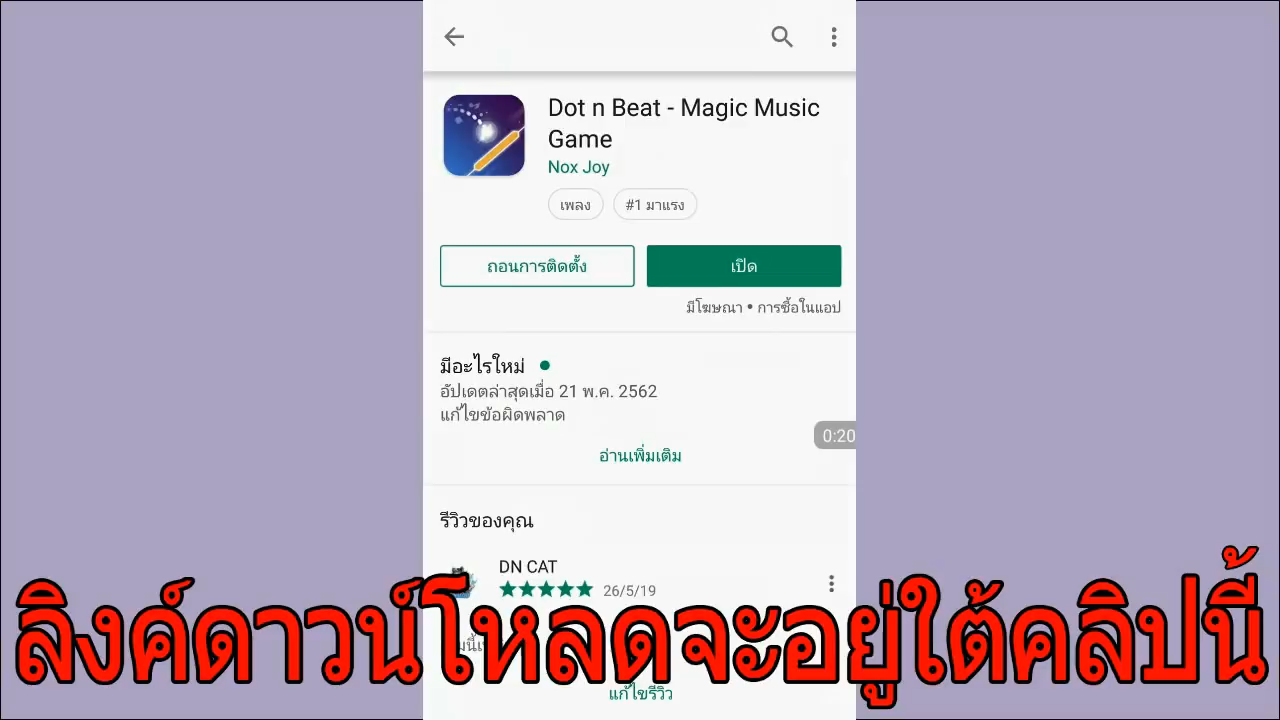 Dot n Beat - Magic Music
Game
Nox Joy
เพลง
#1 มาแรง
ถอนการติดตั้ง
เปิด
มีโฆษณา • การซื้อในแอป
มีอะไรใหม่
อัปเดตล่าสุดเมื่อ 21 พ.ค. 2562
แก้ไขข้อผิดพลาด
0:20
อ่านเพิ่มเติม
รีวิวของคุณ
DN CAT
26/5/19
ลิงค์ดาวน์โหลดจะอยู่ใต้คลิปนี้
แก้ไขรีวิว